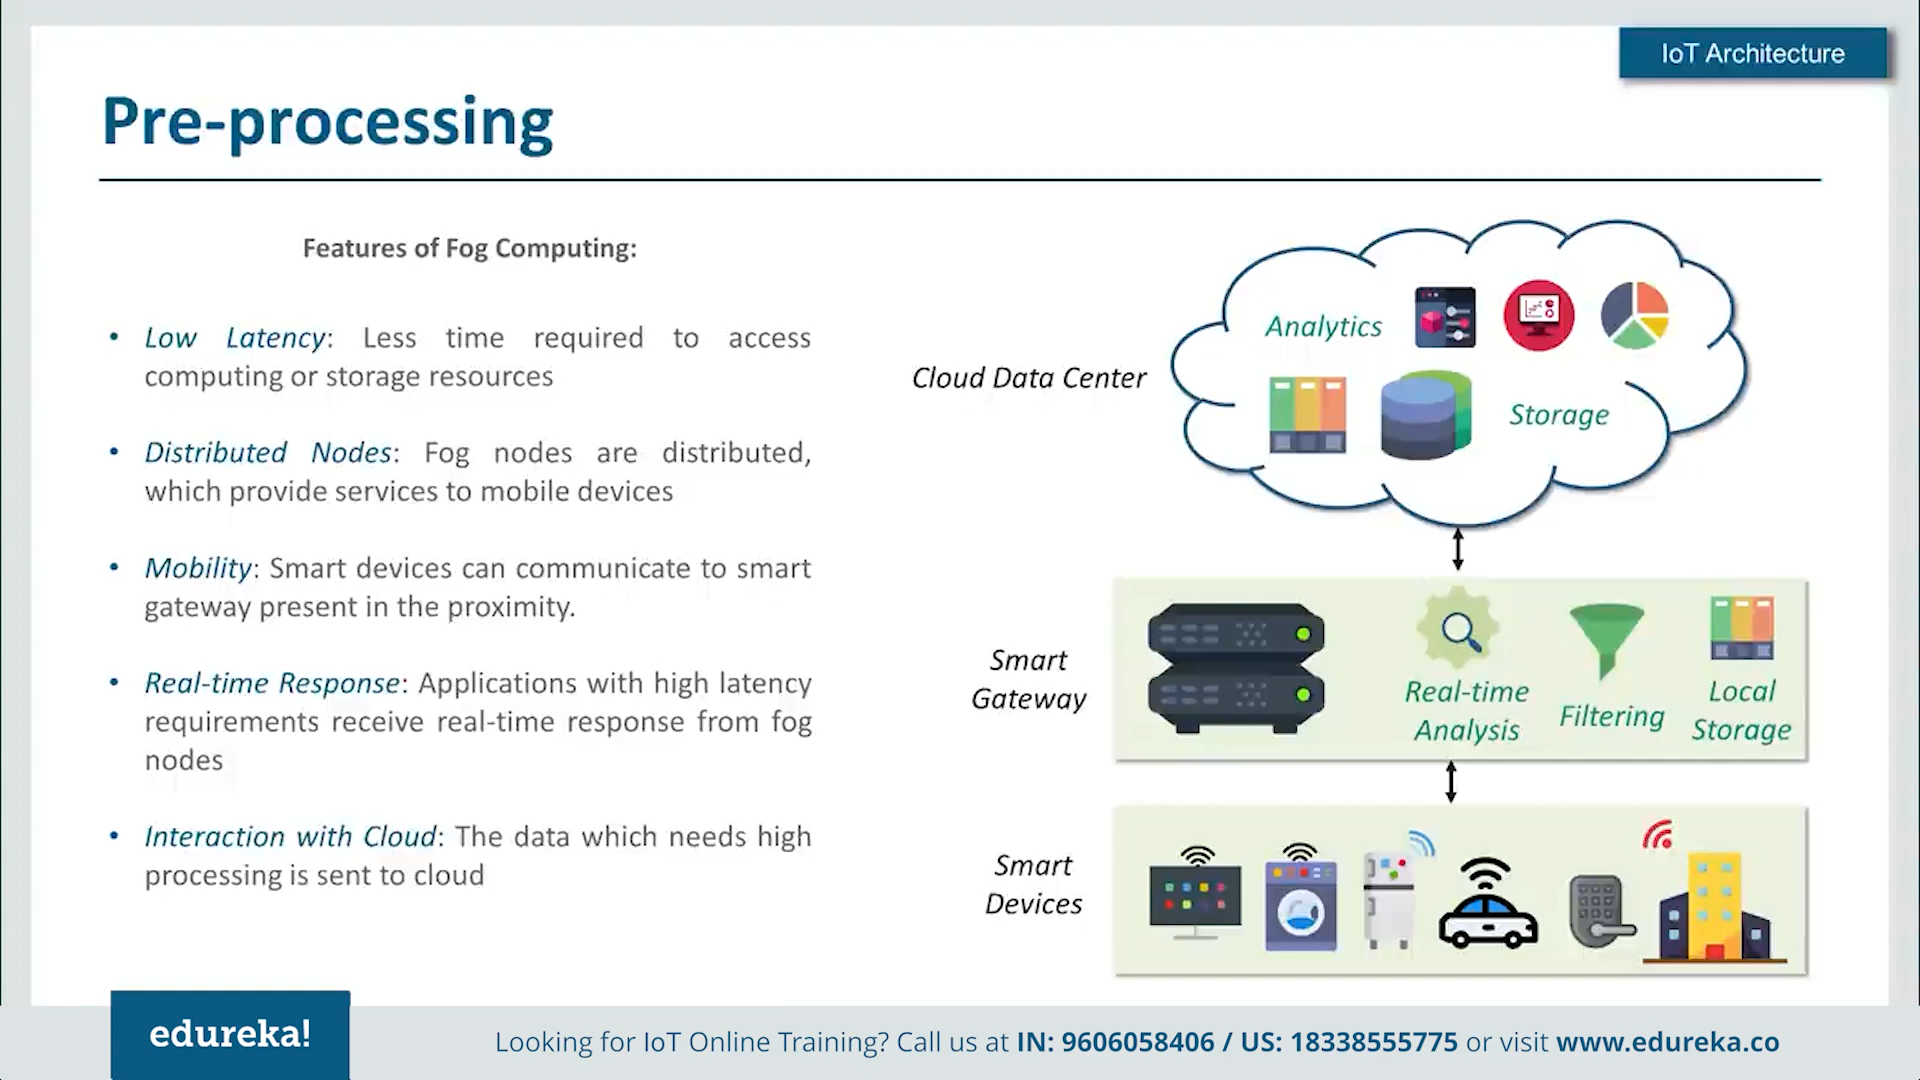 IoT Architecture
Pre-processing
Features of Fog Computing:
• Low Latency: Less time required to access
computing or storage resources
• Distributed Nodes: Fog nodes are distributed,
which provide services to mobile devices
• Mobility: Smart devices can communicate to smart
gateway present in the proximity.
• Real-time Response: Applications with high latency
requirements receive real-time response from fog
nodes
• Interaction with Cloud: The data which needs high
processing is sent to cloud
Cloud Data Center
Analytics
Storage
Smart
Gateway
Real-time
Analysis
Filtering
Local
Storage
Smart
Devices
edureka!
Looking for IoT Online Training? Call us at IN: 9606058406 / US: 18338555775 or visit www.edureka.co